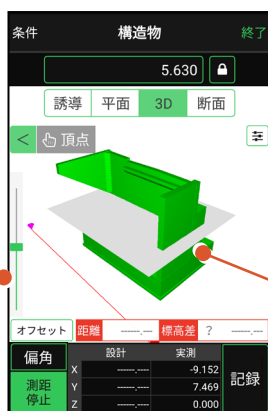 条件 構造物 終了
5.630
誘導 平面 3D 断面
< 頂点
オフセット 距離 -----.--- 標高差 ? -----.---
偏角 設計 実測
X -----.---- -9.152
測距 Y -----.---- 7.469 記録
停止 Z -----.---- 0.000